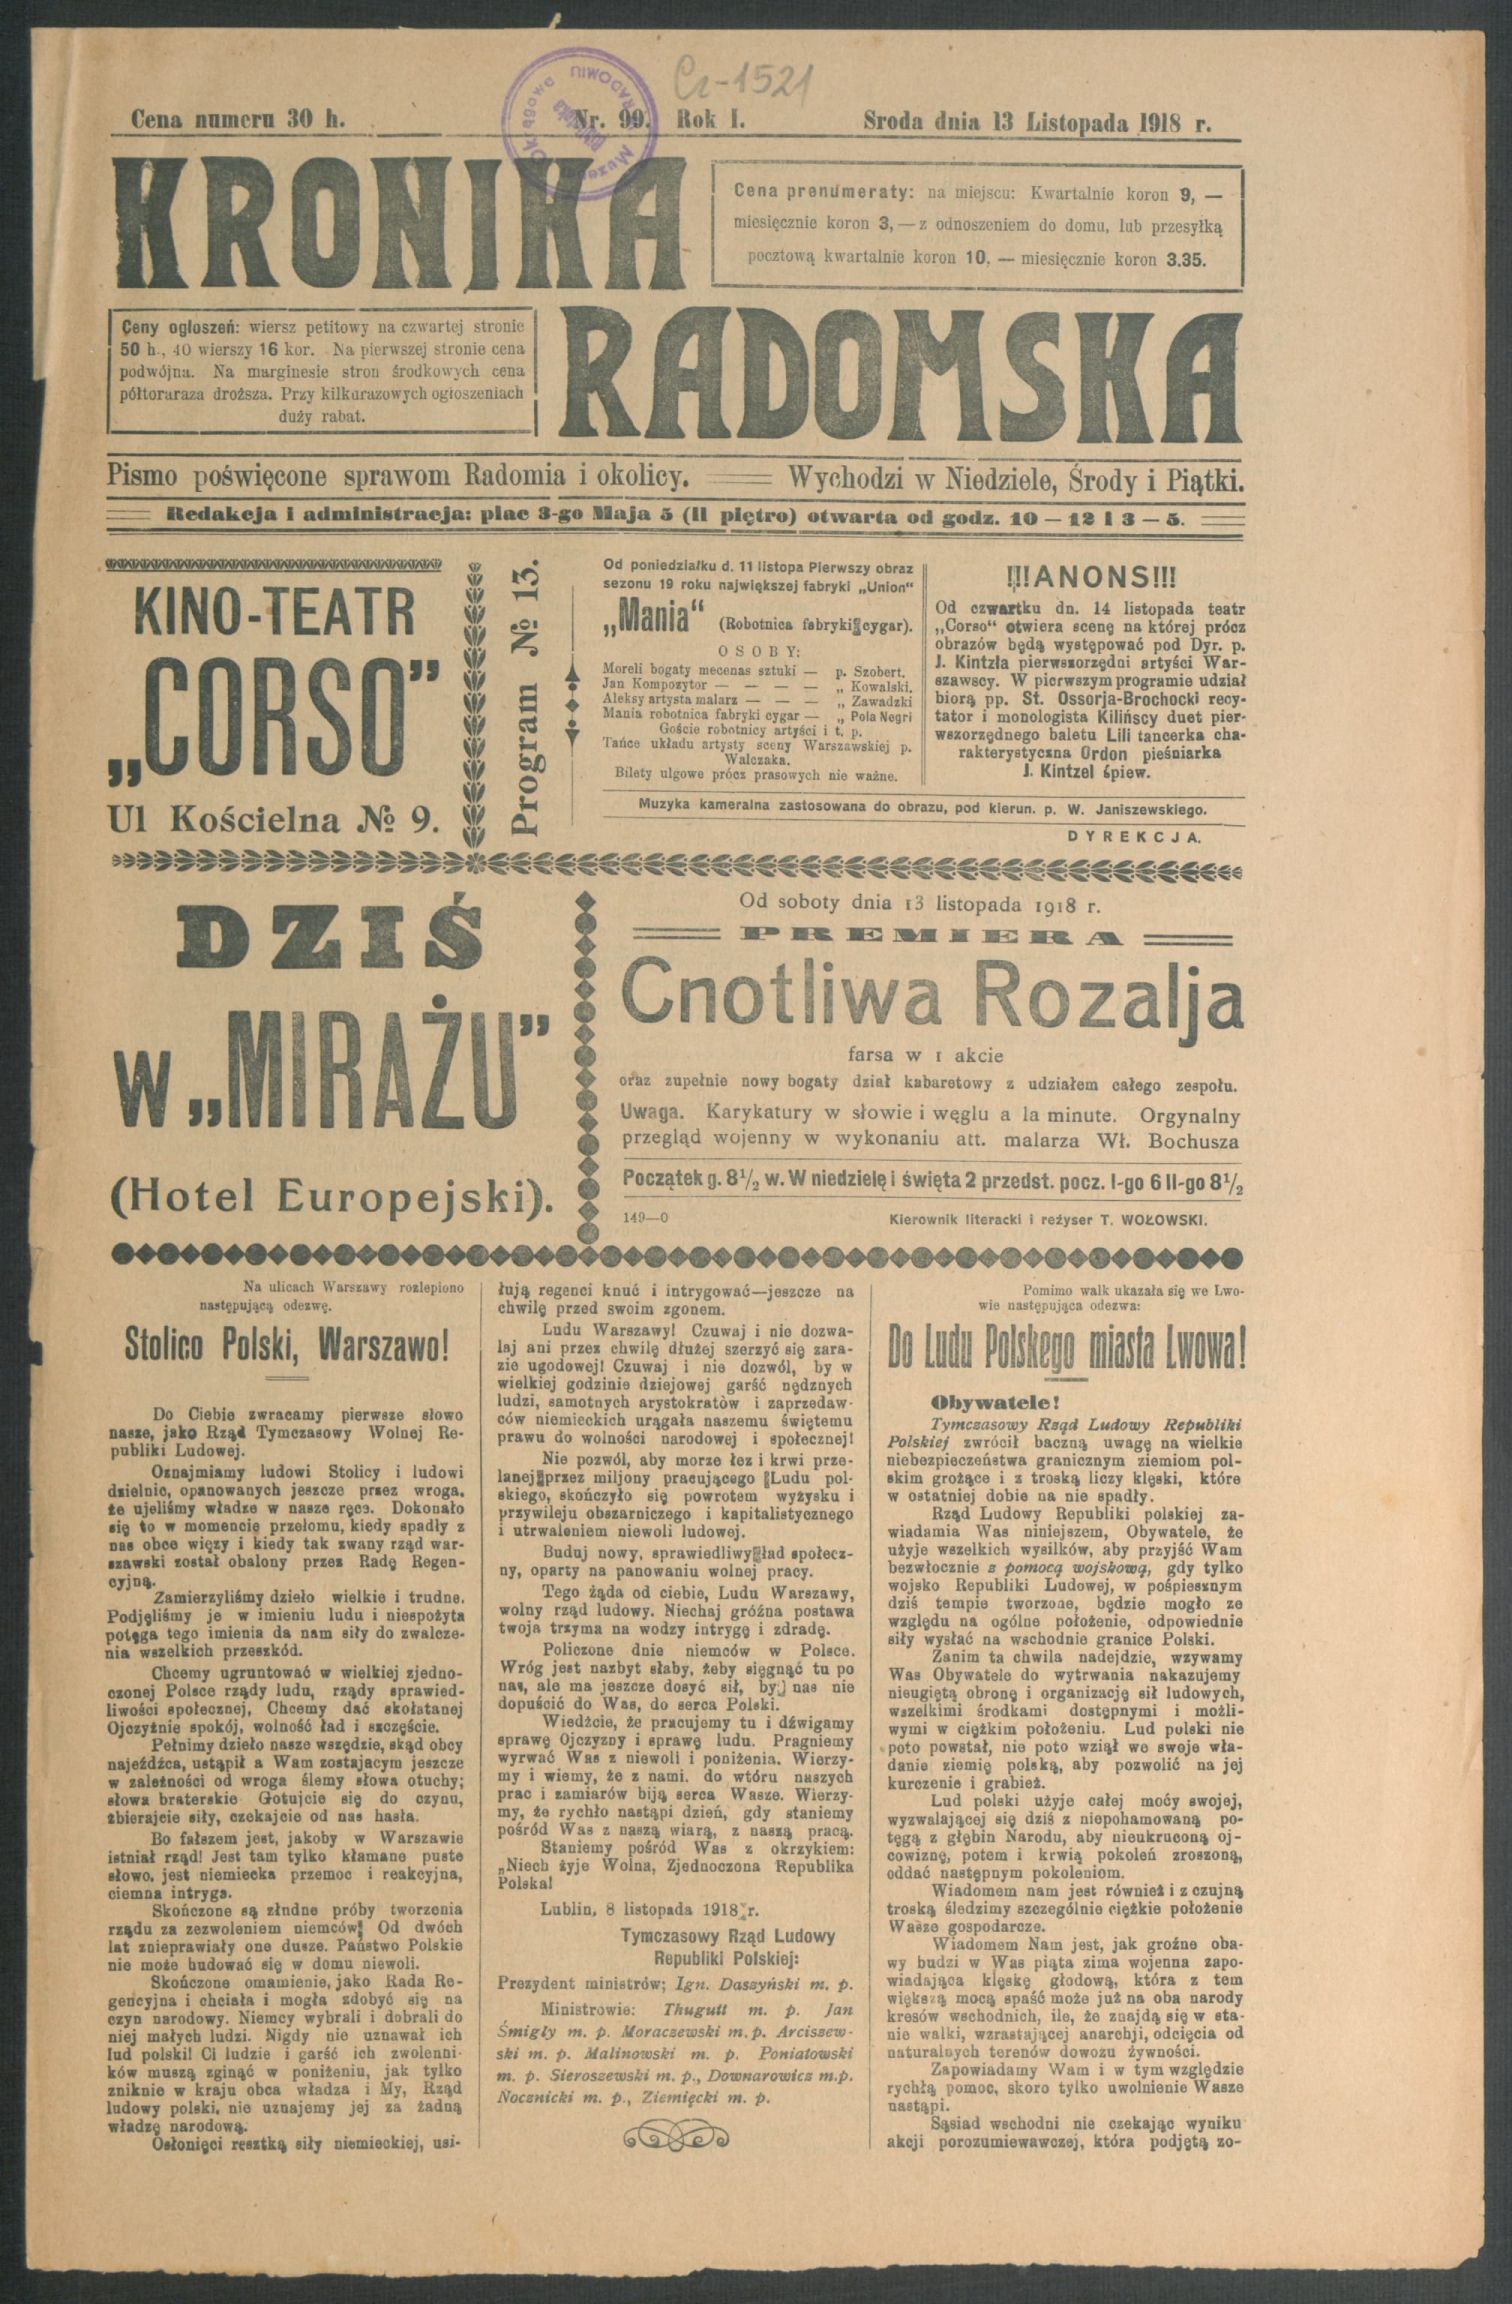 Cr-1521
Cena numeru 30 h.
Nr. 99. Rok I.
Sroda dnia 13 Listopada 1918 r.
KRONIKA
Cena prenumeraty: na miejscu: Kwartalnie koron 9, —
miesięcznie koron 3,— z odnoszeniem do domu, lub przesyłką
pocztową kwartalnie koron 10. — miesięcznie koron 3.35.
Ceny ogłoszeń: wiersz petitowy na czwartej stronie
50 h., 40 wierszy 16 kor. Na pierwszej stronie cena
podwójna. Na marginesie stron środkowych cena
półtoraraza droższa. Przy kilkarazowych ogłoszeniach
duży rabat.
RADOMSKA
Pismo poświęcone sprawom Radomia i okolicy.
Wychodzi w Niedziele, Środy i Piątki.
Redakcja i administracja: plac 3-go Maja 5 (II piętro) otwarta od godz. 10 — 12 i 3 — 5.
KINO-TEATR
„CORSO”
Ul Kościelna № 9.
Program № 13.
Od poniedziałku d. 11 listopa Pierwszy obraz
sezonu 19 roku największej fabryki „Union“
„Mania“ (Robotnica fabryki cygar).
OSOBY:
Moreli bogaty mecenas sztuki — p. Szobert.
Jan Kompozytor — — — — „ Kowalski.
Aleksy artysta malarz — — — „ Zawadzki
Mania robotnica fabryki cygar — „ Pola Negri
Goście robotnicy artyści i t. p.
Tańce układu artysty sceny Warszawskiej p.
Walczaka.
Bilety ulgowe prócz prasowych nie ważne.
!!!ANONS!!!
Od czwartku dn. 14 listopada teatr
„Corso“ otwiera scenę na której prócz
obrazów będą występować pod Dyr. p.
J. Kintzla pierwszorzędni artyści War-
szawscy. W pierwszym programie udział
biorą pp. St. Ossorja-Brochocki recy-
tator i monologista Kilińscy duet pier-
wszorzędnego baletu Lili tancerka cha-
rakterystyczna Ordon pieśniarka
J. Kintzel śpiew.
Muzyka kameralna zastosowana do obrazu, pod kierun. p. W. Janiszewskiego.
DYREKCJA.
DZIŚ
w „MIRAŻU”
(Hotel Europejski).
Od soboty dnia 13 listopada 1918 r.
PREMIERA
Cnotliwa Rozalja
farsa w 1 akcie
oraz zupełnie nowy bogaty dział kabaretowy z udziałem całego zespołu.
Uwaga. Karykatury w słowie i węglu a la minute. Orgynalny
przegląd wojenny w wykonaniu att. malarza Wł. Bochusza
Początek g. 8½ w. W niedzielę i święta 2 przedst. pocz. I-go 6 II-go 8½
149—0
Kierownik literacki i reżyser T. WOŁOWSKI.
Na ulicach Warszawy rozlepiono
następującą odezwę.
Stolico Polski, Warszawo!
Do Ciebie zwracamy pierwsze słowo
nasze, jako Rząd Tymczasowy Wolnej Re-
publiki Ludowej.
Oznajmiamy ludowi Stolicy i ludowi
dzielnic, opanowanych jeszcze przez wroga,
że ujeliśmy władze w nasze ręce. Dokonało
się to w momencie przełomu, kiedy spadły z
nas obce więzy i kiedy tak zwany rząd war-
szawski został obalony przez Radę Regen-
cyjną.
Zamierzyliśmy dzieło wielkie i trudne.
Podjęliśmy je w imieniu ludu i niespożyta
potęga tego imienia da nam siły do zwalcze-
nia wszelkich przeszkód.
Chcemy ugruntować w wielkiej zjedno-
czonej Polsce rządy ludu, rządy sprawied-
liwości społecznej, Chcemy dać skołatanej
Ojczyźnie spokój, wolność ład i szczęście.
Pełnimy dzieło nasze wszędzie, skąd obcy
najeźdźca, ustąpił a Wam zostajacym jeszcze
w zależności od wroga ślemy słowa otuchy;
słowa braterskie Gotujcie się do czynu,
zbierajcie siły, czekajcie od nas hasła.
Bo fałszem jest, jakoby w Warszawie
istniał rząd! Jest tam tylko kłamane puste
słowo, jest niemiecka przemoc i reakcyjna,
ciemna intryga.
Skończone są złudne próby tworzenia
rządu za zezwoleniem niemców! Od dwóch
lat znieprawiały one dusze. Państwo Polskie
nie może budować się w domu niewoli.
Skończone omamienie, jako Rada Re-
gencyjna i chciała i mogła zdobyć się na
czyn narodowy. Niemcy wybrali i dobrali do
niej małych ludzi. Nigdy nie uznawał ich
lud polski! Ci ludzie i garść ich zwolenni-
ków muszą zginąć w poniżeniu, jak tylko
zniknie w kraju obca władza i My, Rząd
ludowy polski, nie uznajemy jej za żadną
władzę narodową.
Osłonięci resztką siły niemieckiej, usi-
łują regenci knuć i intrygować—jeszcze na
chwilę przed swoim zgonem.
Ludu Warszawy! Czuwaj i nie dozwa-
laj ani przez chwilę dłużej szerzyć się zara-
zie ugodowej! Czuwaj i nie dozwól, by w
wielkiej godzinie dziejowej garść nędznych
ludzi, samotnych arystokratów i zaprzedaw-
ców niemieckich urągała naszemu świętemu
prawu do wolności narodowej i społecznej!
Nie pozwól, aby morze łez i krwi prze-
lanej przez miljony pracującego Ludu pol-
skiego, skończyło się powrotem wyżysku i
przywileju obszarniczego i kapitalistycznego
i utrwaleniem niewoli ludowej.
Buduj nowy, sprawiedliwy ład społecz-
ny, oparty na panowaniu wolnej pracy.
Tego żąda od ciebie, Ludu Warszawy,
wolny rząd ludowy. Niechaj gróźna postawa
twoja trzyma na wodzy intrygę i zdradę.
Policzone dnie niemców w Polsce.
Wróg jest nazbyt słaby, żeby sięgnąć tu po
nas, ale ma jeszcze dosyć sił, by nas nie
dopuścić do Was, do serca Polski.
Wiedźcie, że pracujemy tu i dźwigamy
sprawę Ojczyzny i sprawę ludu. Pragniemy
wyrwać Was z niewoli i poniżenia. Wierzy-
my i wiemy, że z nami. do wtóru naszych
prac i zamiarów biją serca Wasze. Wierzy-
my, że rychło nastąpi dzień, gdy staniemy
pośród Was z naszą wiarą, z naszą pracą.
Staniemy pośród Was z okrzykiem:
„Niech żyje Wolna, Zjednoczona Republika
Polska!
Lublin, 8 listopada 1918 r.
Tymczasowy Rząd Ludowy
Republiki Polskiej:
Prezydent ministrów; Ign. Daszyński m. p.
Ministrowie: Thugutt m. p. Jan
Śmigły m. p. Moraczewski m. p. Arciszew-
ski m. p. Malinowski m. p. Poniatowski
m. p. Sieroszewski m. p., Downarowicz m.p.
Nocznicki m. p., Ziemięcki m. p.
Pomimo walk ukazała się we Lwo-
wie następująca odezwa:
Do Ludu Polskego miasta Lwowa!
Obywatele!
Tymczasowy Rząd Ludowy Republiki
Polskiej zwrócił baczną uwagę na wielkie
niebezpieczeństwa granicznym ziemiom pol-
skim grożące i z troską liczy klęski, które
w ostatniej dobie na nie spadły.
Rząd Ludowy Republiki polskiej za-
wiadamia Was niniejszem, Obywatele, że
użyje wszelkich wysilków, aby przyjść Wam
bezwłocznie z pomocą wojskową, gdy tylko
wojsko Republiki Ludowej, w pośpiesznym
dziś tempie tworzone, będzie mogło ze
względu na ogólne położenie, odpowiednie
siły wysłać na wschodnie granice Polski.
Zanim ta chwila nadejdzie, wzywamy
Was Obywatele do wytrwania nakazujemy
nieugiętą obronę i organizację sił ludowych,
wszelkimi środkami dostępnymi i możli-
wymi w ciężkim położeniu. Lud polski nie
poto powstał, nie poto wziął we swoje wła-
danie ziemię polską, aby pozwolić na jej
kurczenie i grabież.
Lud polski użyje całej moćy swojej,
wyzwalającej się dziś z niepohamowaną po-
tęgą z głębin Narodu, aby nieukruconą oj-
cowiznę, potem i krwią pokoleń zroszoną,
oddać następnym pokoleniom.
Wiadomem nam jest również i z czujną
troską śledzimy szczególnie ciężkie położenie
Wasze gospodarcze.
Wiadomem Nam jest, jak groźne oba-
wy budzi w Was piąta zima wojenna zapo-
wiadająca klęskę głodową, która z tem
większą mocą spaść może już na oba narody
kresów wschodnich, ile, że znajdą się w sta-
nie walki, wzrastającej anarchji, odcięcia od
naturalnych terenów dowozu żywności.
Zapowiadamy Wam i w tym względzie
rychłą pomoc, skoro tylko uwolnienie Wasze
nastąpi.
Sąsiad wschodni nie czekając wyniku
akcji porozumiewawczej, która podjętą zo-